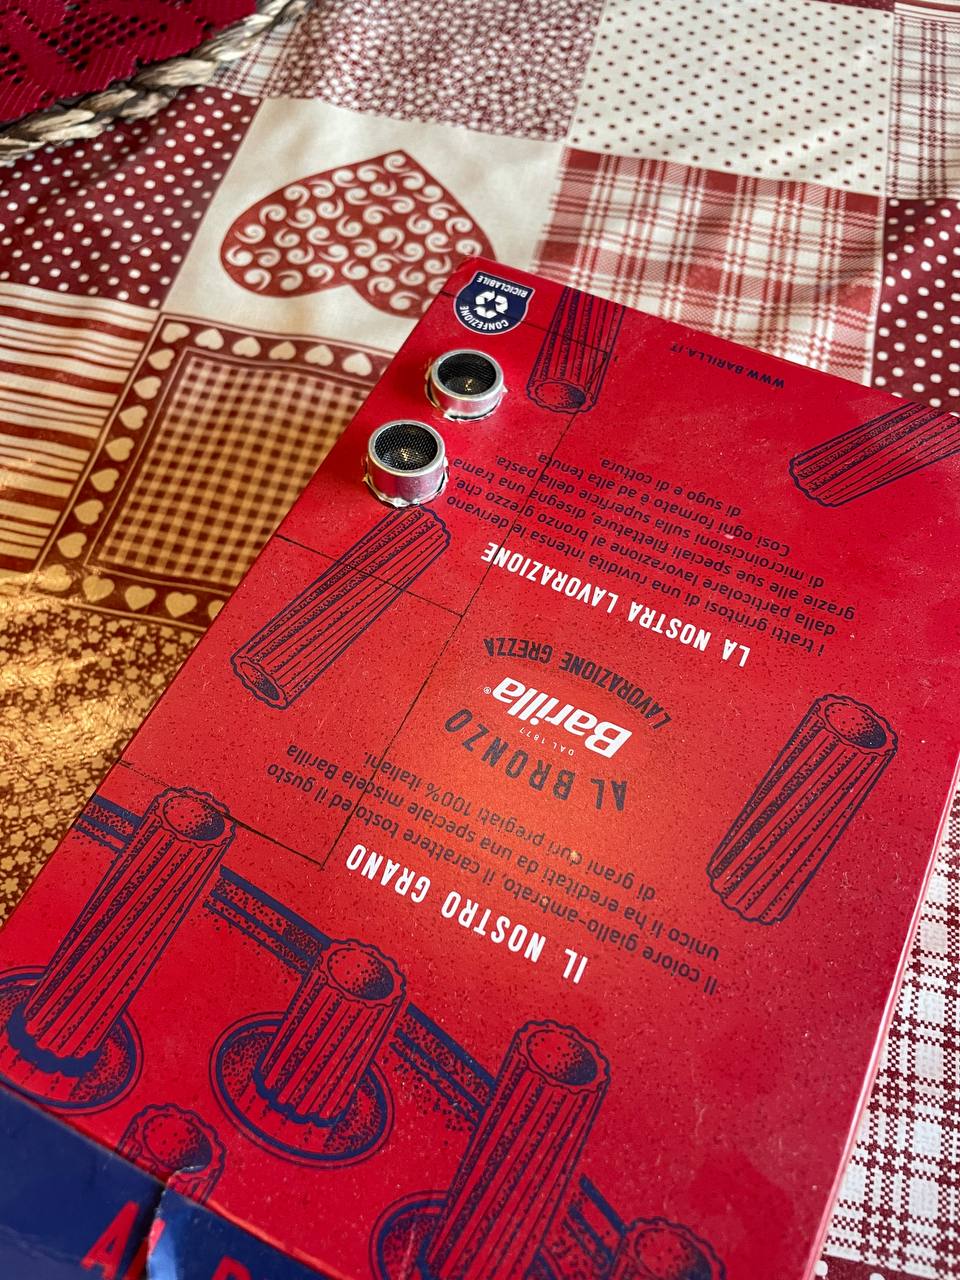 IL NOSTRO GRANO
Il colore giallo-ambrato, il carattere tosto ed il gusto
unico li ha ereditati da una speciale miscela Barilla
di grani duri pregiati 100% italiani.
AL BRONZO
DAL 1877
Barilla®
LAVORAZIONE GREZZA
LA NOSTRA LAVORAZIONE
I tratti grintosi di una ruvidità intensa le derivano
dalla particolare lavorazione al bronzo grezzo che,
grazie alle sue speciali filettature, disegna una trama
di microincisioni sulla superficie della pasta.
Così ogni formato è ad alta tenuta
di sugo e di cottura.
WWW.BARILLA.IT
CONFEZIONE
RICICLABILE